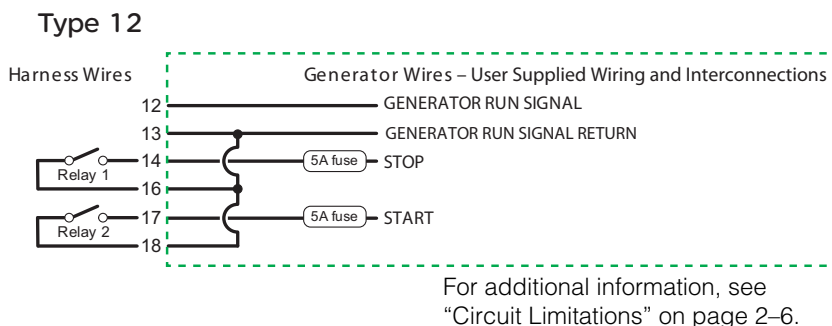 Type 12
Harness Wires
Generator Wires – User Supplied Wiring and Interconnections
12 GENERATOR RUN SIGNAL
13 GENERATOR RUN SIGNAL RETURN
14 5A fuse STOP
Relay 1
16
17 5A fuse START
Relay 2
18
For additional information, see
“Circuit Limitations” on page 2–6.